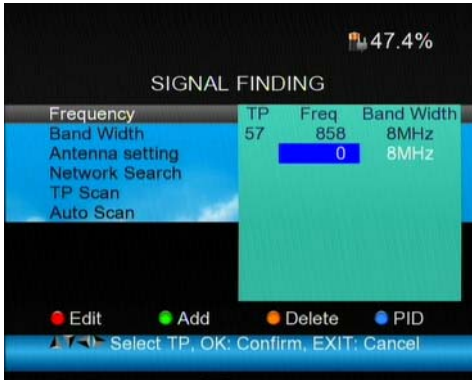 47.4%
SIGNAL FINDING
Frequency TP Freq Band Width
Band Width 57 858 8MHz
Antenna setting 0 8MHz
Network Search
TP Scan
Auto Scan
Edit Add Delete PID
Select TP, OK: Confirm, EXIT: Cancel